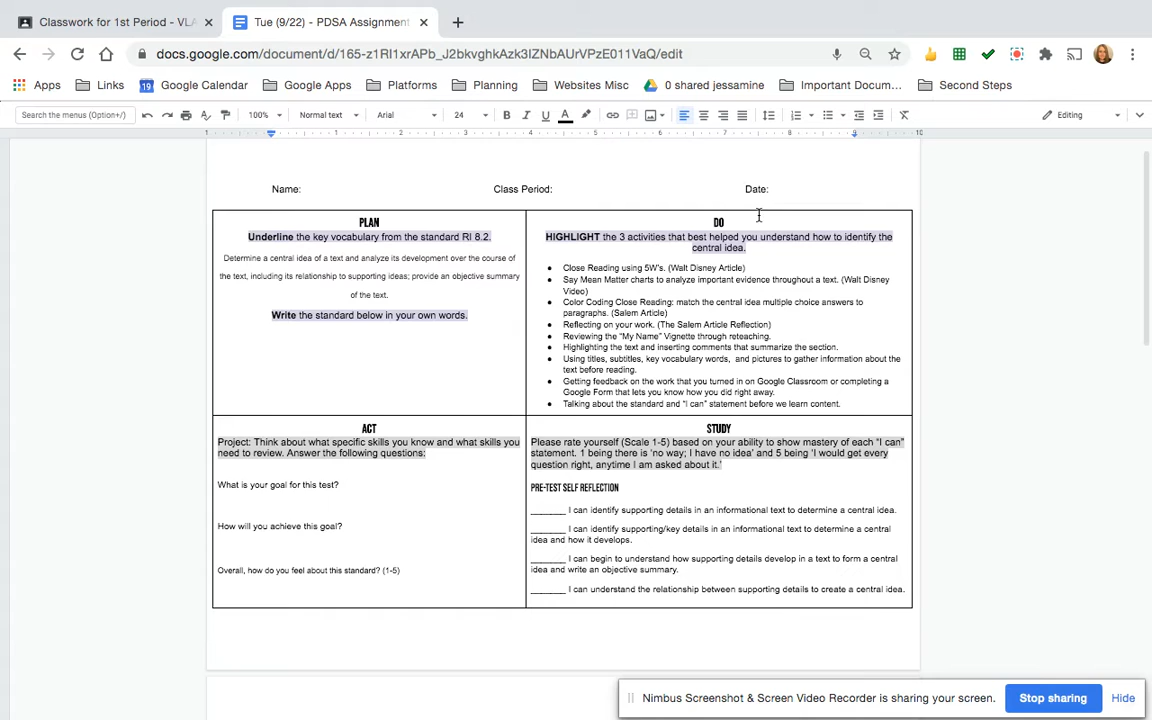 Classwork for 1st Period - VLA
Tue (9/22) - PDSA Assignment
docs.google.com/document/d/165-z1Rl1xrAPb_J2bkvghkAzk3IZNbAUrVPzE011VaQ/edit
Apps
Links
19
Google Calendar
Google Apps
Platforms
Planning
Websites Misc
0 shared jessamine
Important Docum...
Second Steps
Search the menus (Option+/)
100%
Normal text
Arial
24
B I U A
Editing
1 1 2 3 4 5 6 7 8 9 10
Name: Class Period: Date:
PLAN
Underline the key vocabulary from the standard RI 8.2.
Determine a central idea of a text and analyze its development over the course of
the text, including its relationship to supporting ideas; provide an objective summary
of the text.
Write the standard below in your own words.
DO
HIGHLIGHT the 3 activities that best helped you understand how to identify the
central idea.
● Close Reading using 5W's. (Walt Disney Article)
● Say Mean Matter charts to analyze important evidence throughout a text. (Walt Disney
Video)
● Color Coding Close Reading: match the central idea multiple choice answers to
paragraphs. (Salem Article)
● Reflecting on your work. (The Salem Article Reflection)
● Reviewing the “My Name” Vignette through reteaching.
● Highlighting the text and inserting comments that summarize the section.
● Using titles, subtitles, key vocabulary words, and pictures to gather information about the
text before reading.
● Getting feedback on the work that you turned in on Google Classroom or completing a
Google Form that lets you know how you did right away.
● Talking about the standard and “I can” statement before we learn content.
ACT
Project: Think about what specific skills you know and what skills you
need to review. Answer the following questions:
What is your goal for this test?
How will you achieve this goal?
Overall, how do you feel about this standard? (1-5)
STUDY
Please rate yourself (Scale 1-5) based on your ability to show mastery of each “I can”
statement. 1 being there is ‘no way; I have no idea’ and 5 being ‘I would get every
question right, anytime I am asked about it.’
PRE-TEST SELF REFLECTION
_______ I can identify supporting details in an informational text to determine a central idea.
_______ I can identify supporting/key details in an informational text to determine a central
idea and how it develops.
_______ I can begin to understand how supporting details develop in a text to form a central
idea and write an objective summary.
_______ I can understand the relationship between supporting details to create a central idea.
Nimbus Screenshot & Screen Video Recorder is sharing your screen.
Stop sharing
Hide